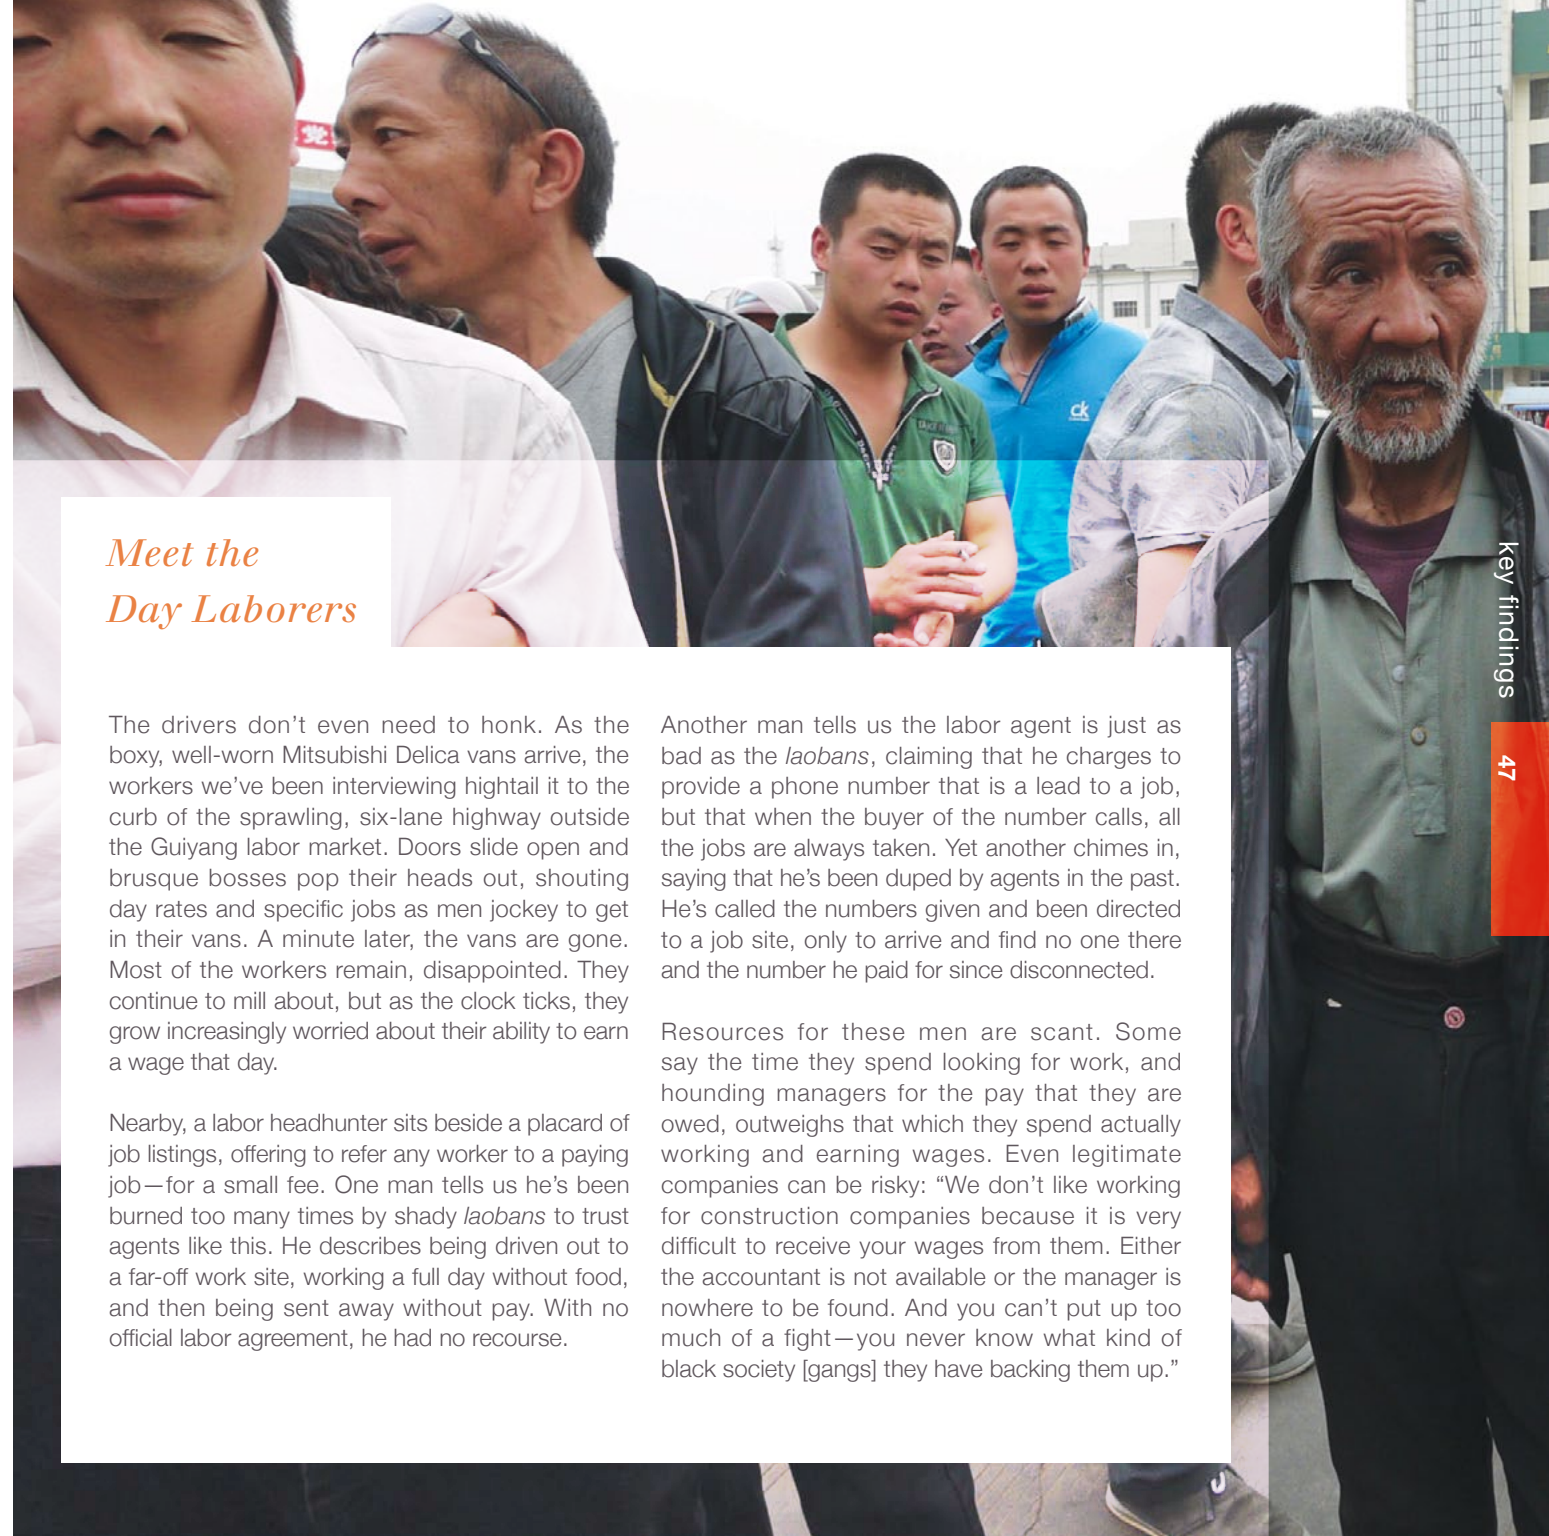 党
ck
Meet the
Day Laborers
The drivers don’t even need to honk. As the
boxy, well-worn Mitsubishi Delica vans arrive, the
workers we’ve been interviewing hightail it to the
curb of the sprawling, six-lane highway outside
the Guiyang labor market. Doors slide open and
brusque bosses pop their heads out, shouting
day rates and specific jobs as men jockey to get
in their vans. A minute later, the vans are gone.
Most of the workers remain, disappointed. They
continue to mill about, but as the clock ticks, they
grow increasingly worried about their ability to earn
a wage that day.
Nearby, a labor headhunter sits beside a placard of
job listings, offering to refer any worker to a paying
job—for a small fee. One man tells us he’s been
burned too many times by shady laobans to trust
agents like this. He describes being driven out to
a far-off work site, working a full day without food,
and then being sent away without pay. With no
official labor agreement, he had no recourse.
Another man tells us the labor agent is just as
bad as the laobans, claiming that he charges to
provide a phone number that is a lead to a job,
but that when the buyer of the number calls, all
the jobs are always taken. Yet another chimes in,
saying that he’s been duped by agents in the past.
He’s called the numbers given and been directed
to a job site, only to arrive and find no one there
and the number he paid for since disconnected.
Resources for these men are scant. Some
say the time they spend looking for work, and
hounding managers for the pay that they are
owed, outweighs that which they spend actually
working and earning wages. Even legitimate
companies can be risky: “We don’t like working
for construction companies because it is very
difficult to receive your wages from them. Either
the accountant is not available or the manager is
nowhere to be found. And you can’t put up too
much of a fight—you never know what kind of
black society [gangs] they have backing them up.”
key findings
47